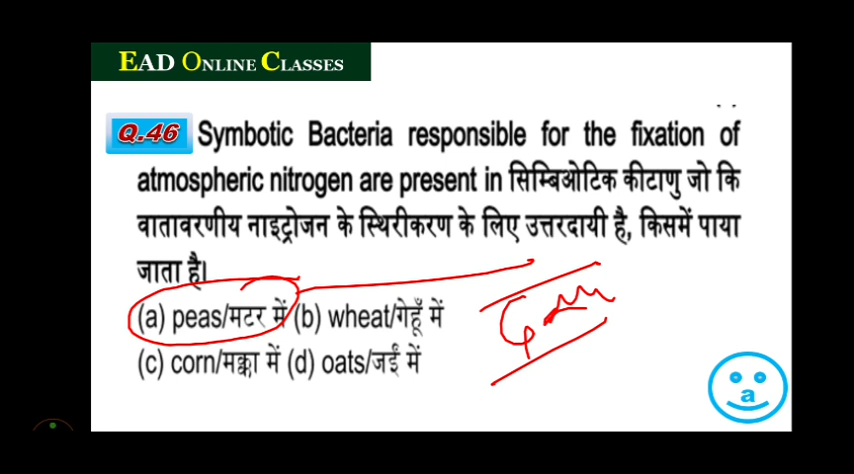 EAD ONLINE CLASSES
Q.46 Symbotic Bacteria responsible for the fixation of
atmospheric nitrogen are present in सिम्बिओटिक कीटाणु जो कि
वातावरणीय नाइट्रोजन के स्थिरीकरण के लिए उत्तरदायी है, किसमें पाया
जाता है।
(a) peas/मटर में (b) wheat/गेहूँ में
(c) corn/मक्का में (d) oats/जई में
a